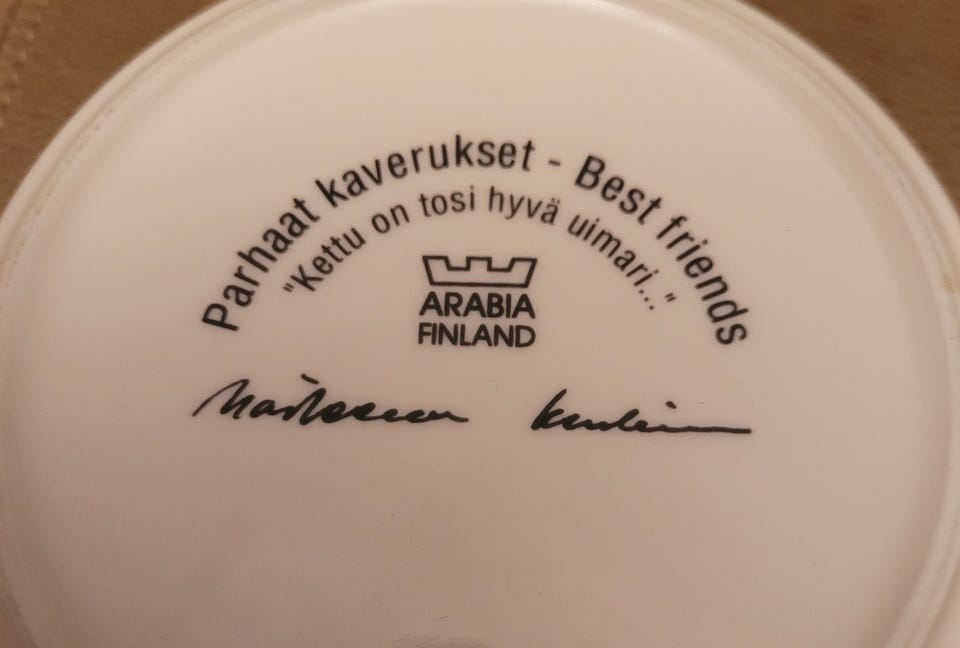 Parhaat kaverukset - Best friends
"Kettu on tosi hyvä uimari..."
ARABIA
FINLAND